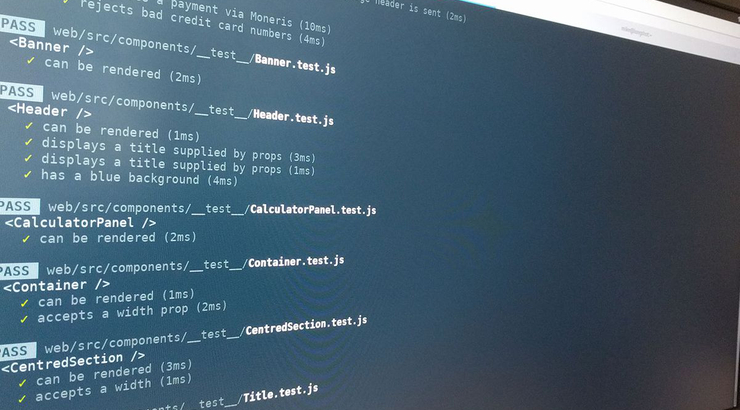 a payment via Moneris (10ms)
header is sent (2ms)
✓ rejects bad credit card numbers (4ms)
PASS web/src/components/__test__/Banner.test.js
<Banner />
✓ can be rendered (2ms)
PASS web/src/components/__test__/Header.test.js
<Header />
✓ can be rendered (1ms)
✓ displays a title supplied by props (3ms)
✓ displays a title supplied by props (1ms)
✓ has a blue background (4ms)
PASS web/src/components/__test__/CalculatorPanel.test.js
<CalculatorPanel />
✓ can be rendered (2ms)
PASS web/src/components/__test__/Container.test.js
<Container />
✓ can be rendered (1ms)
✓ accepts a width prop (2ms)
PASS web/src/components/__test__/CentredSection.test.js
<CentredSection />
✓ can be rendered (3ms)
✓ accepts a width (1ms)
__test__/Title.test.js